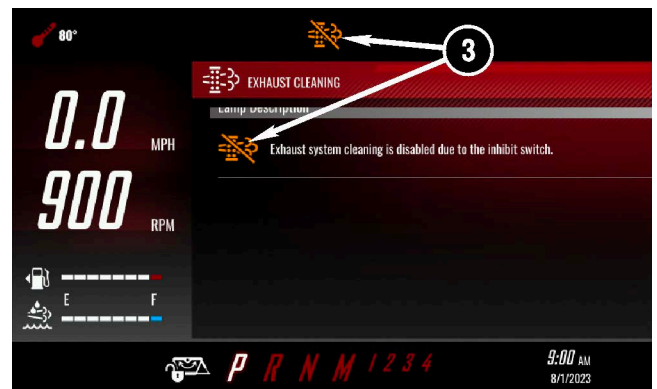 80°
3
EXHAUST CLEANING
Lamp Description
0.0 MPH
Exhaust system cleaning is disabled due to the inhibit switch.
900 RPM
E F
P R N M 1 2 3 4
9:00 AM
8/1/2023